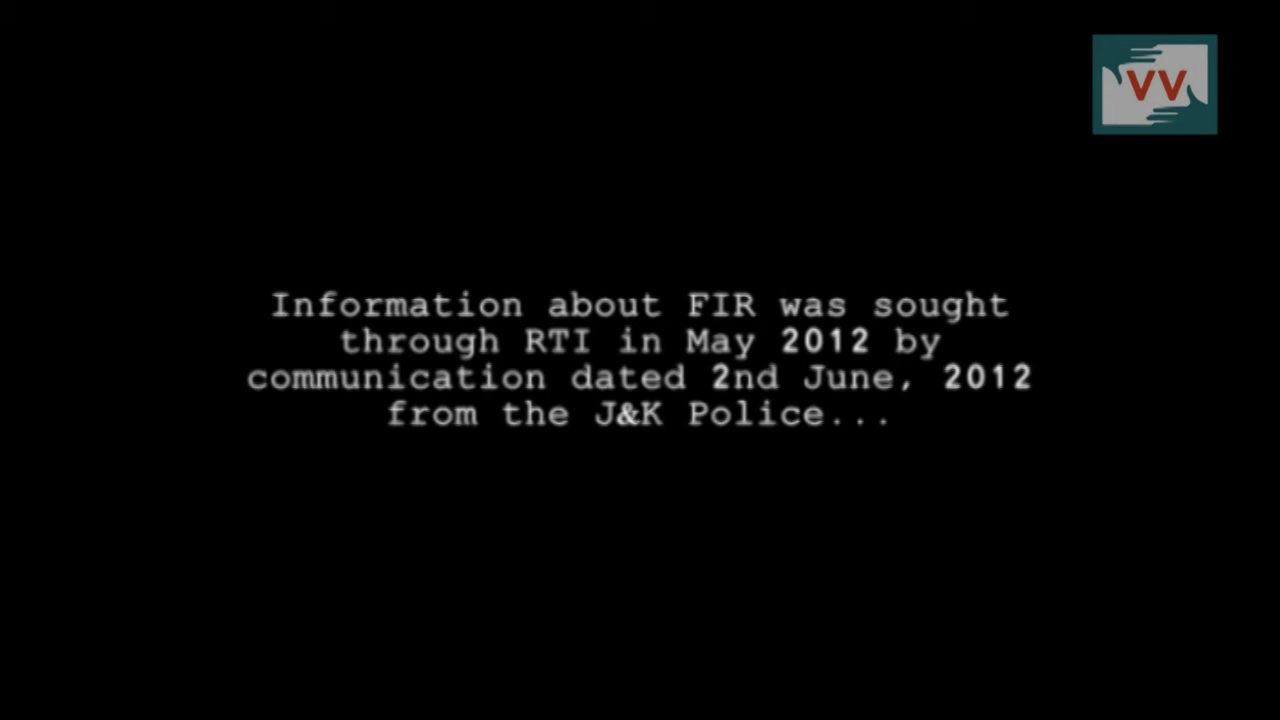 VV
Information about FIR was sought
through RTI in May 2012 by
communication dated 2nd June, 2012
from the J&K Police...